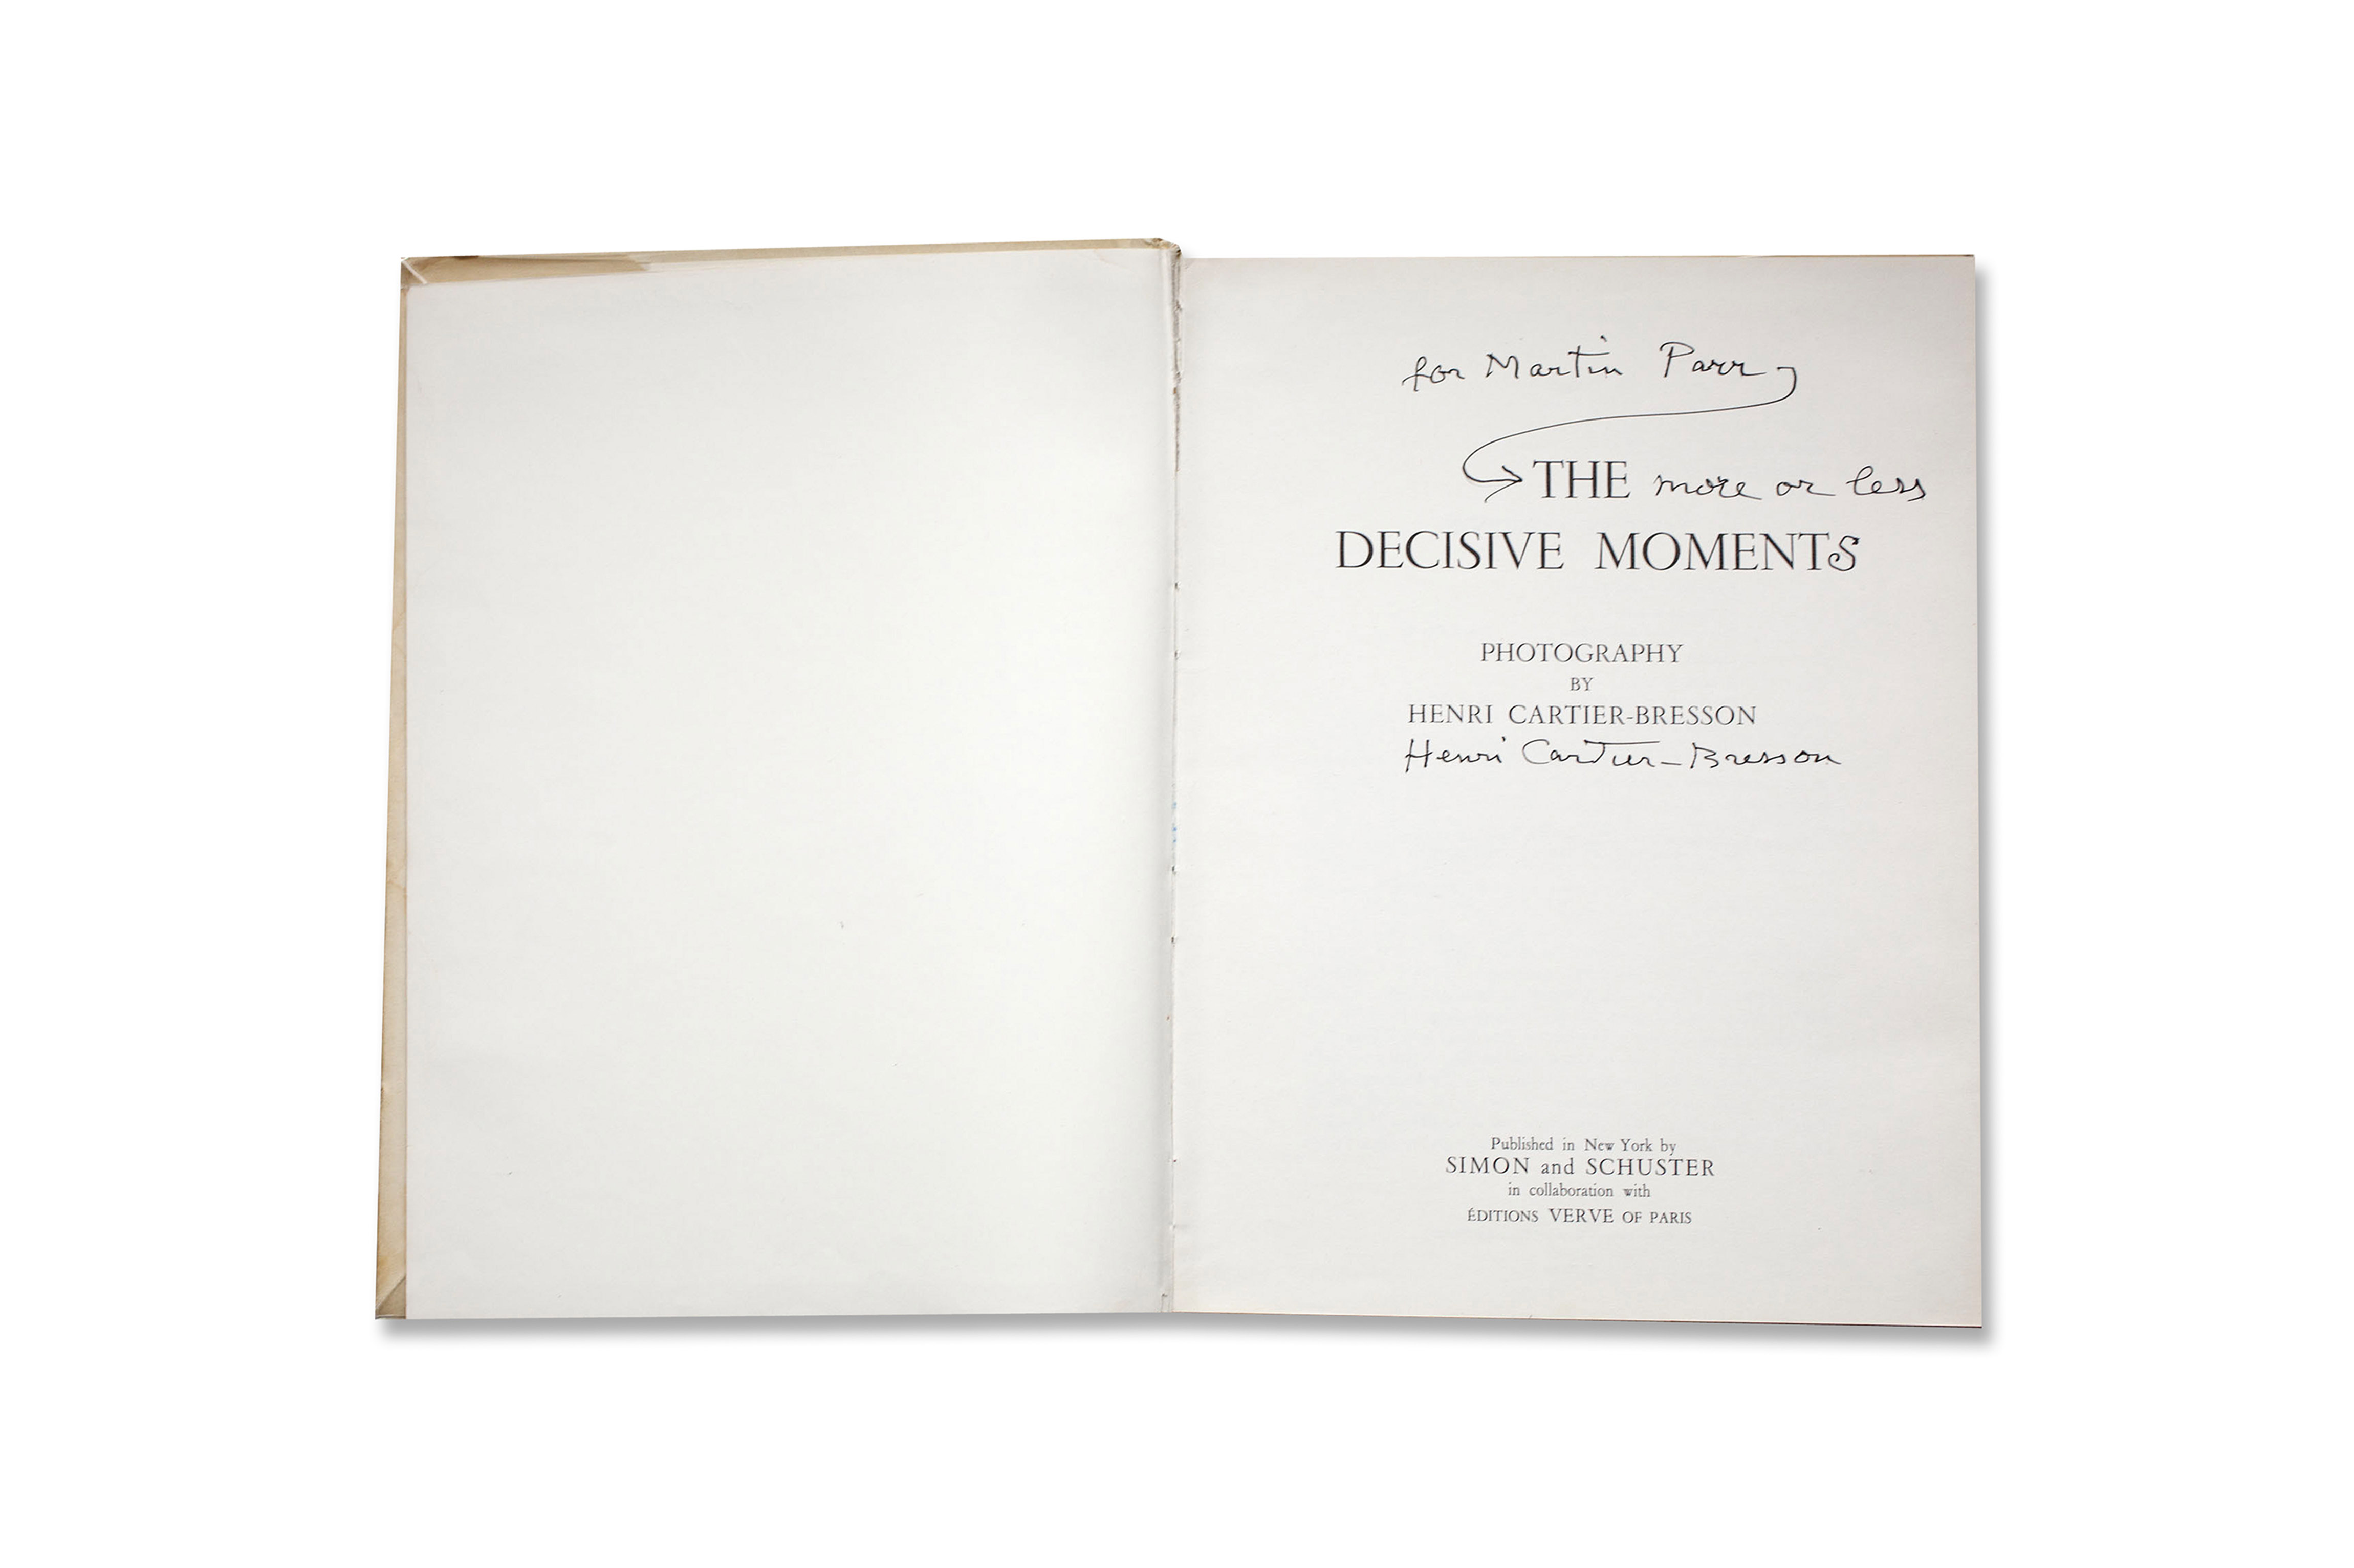 for Martin Parr
THE more or less
DECISIVE MOMENTS
PHOTOGRAPHY
BY
HENRI CARTIER-BRESSON
Henri Cartier-Bresson
Published in New York by
SIMON and SCHUSTER
in collaboration with
ÉDITIONS VERVE OF PARIS